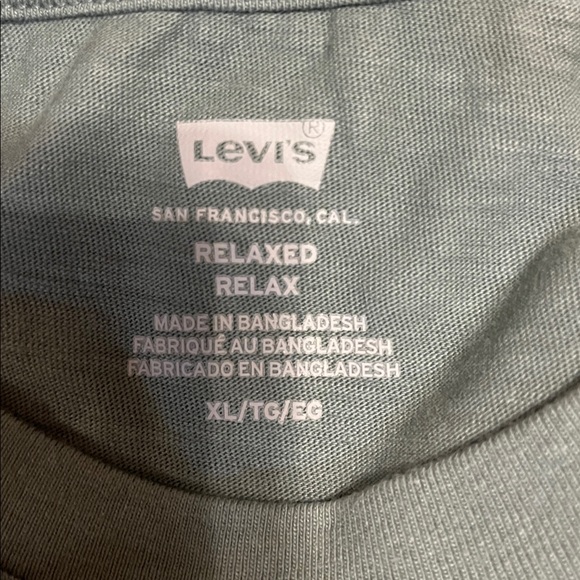 Levi's ®
SAN FRANCISCO, CAL.
RELAXED
RELAX
MADE IN BANGLADESH
FABRIQUÉ AU BANGLADESH
FABRICADO EN BANGLADESH
XL/TG/EG